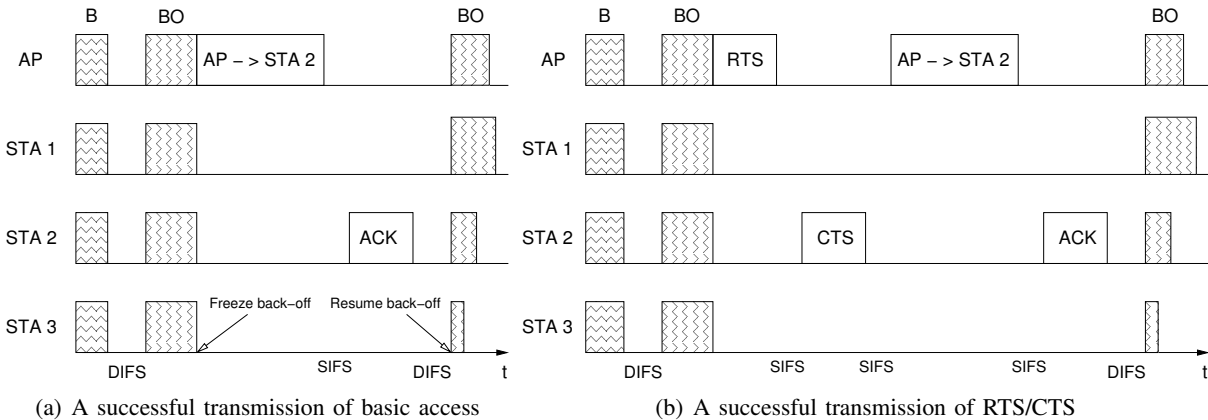 B BO BO
AP AP − > STA 2
STA 1
STA 2 ACK
Freeze back−off Resume back−off
STA 3
DIFS SIFS DIFS t
(a) A successful transmission of basic access
B BO BO
AP RTS AP − > STA 2
STA 1
STA 2 CTS ACK
STA 3
DIFS SIFS SIFS SIFS DIFS t
(b) A successful transmission of RTS/CTS